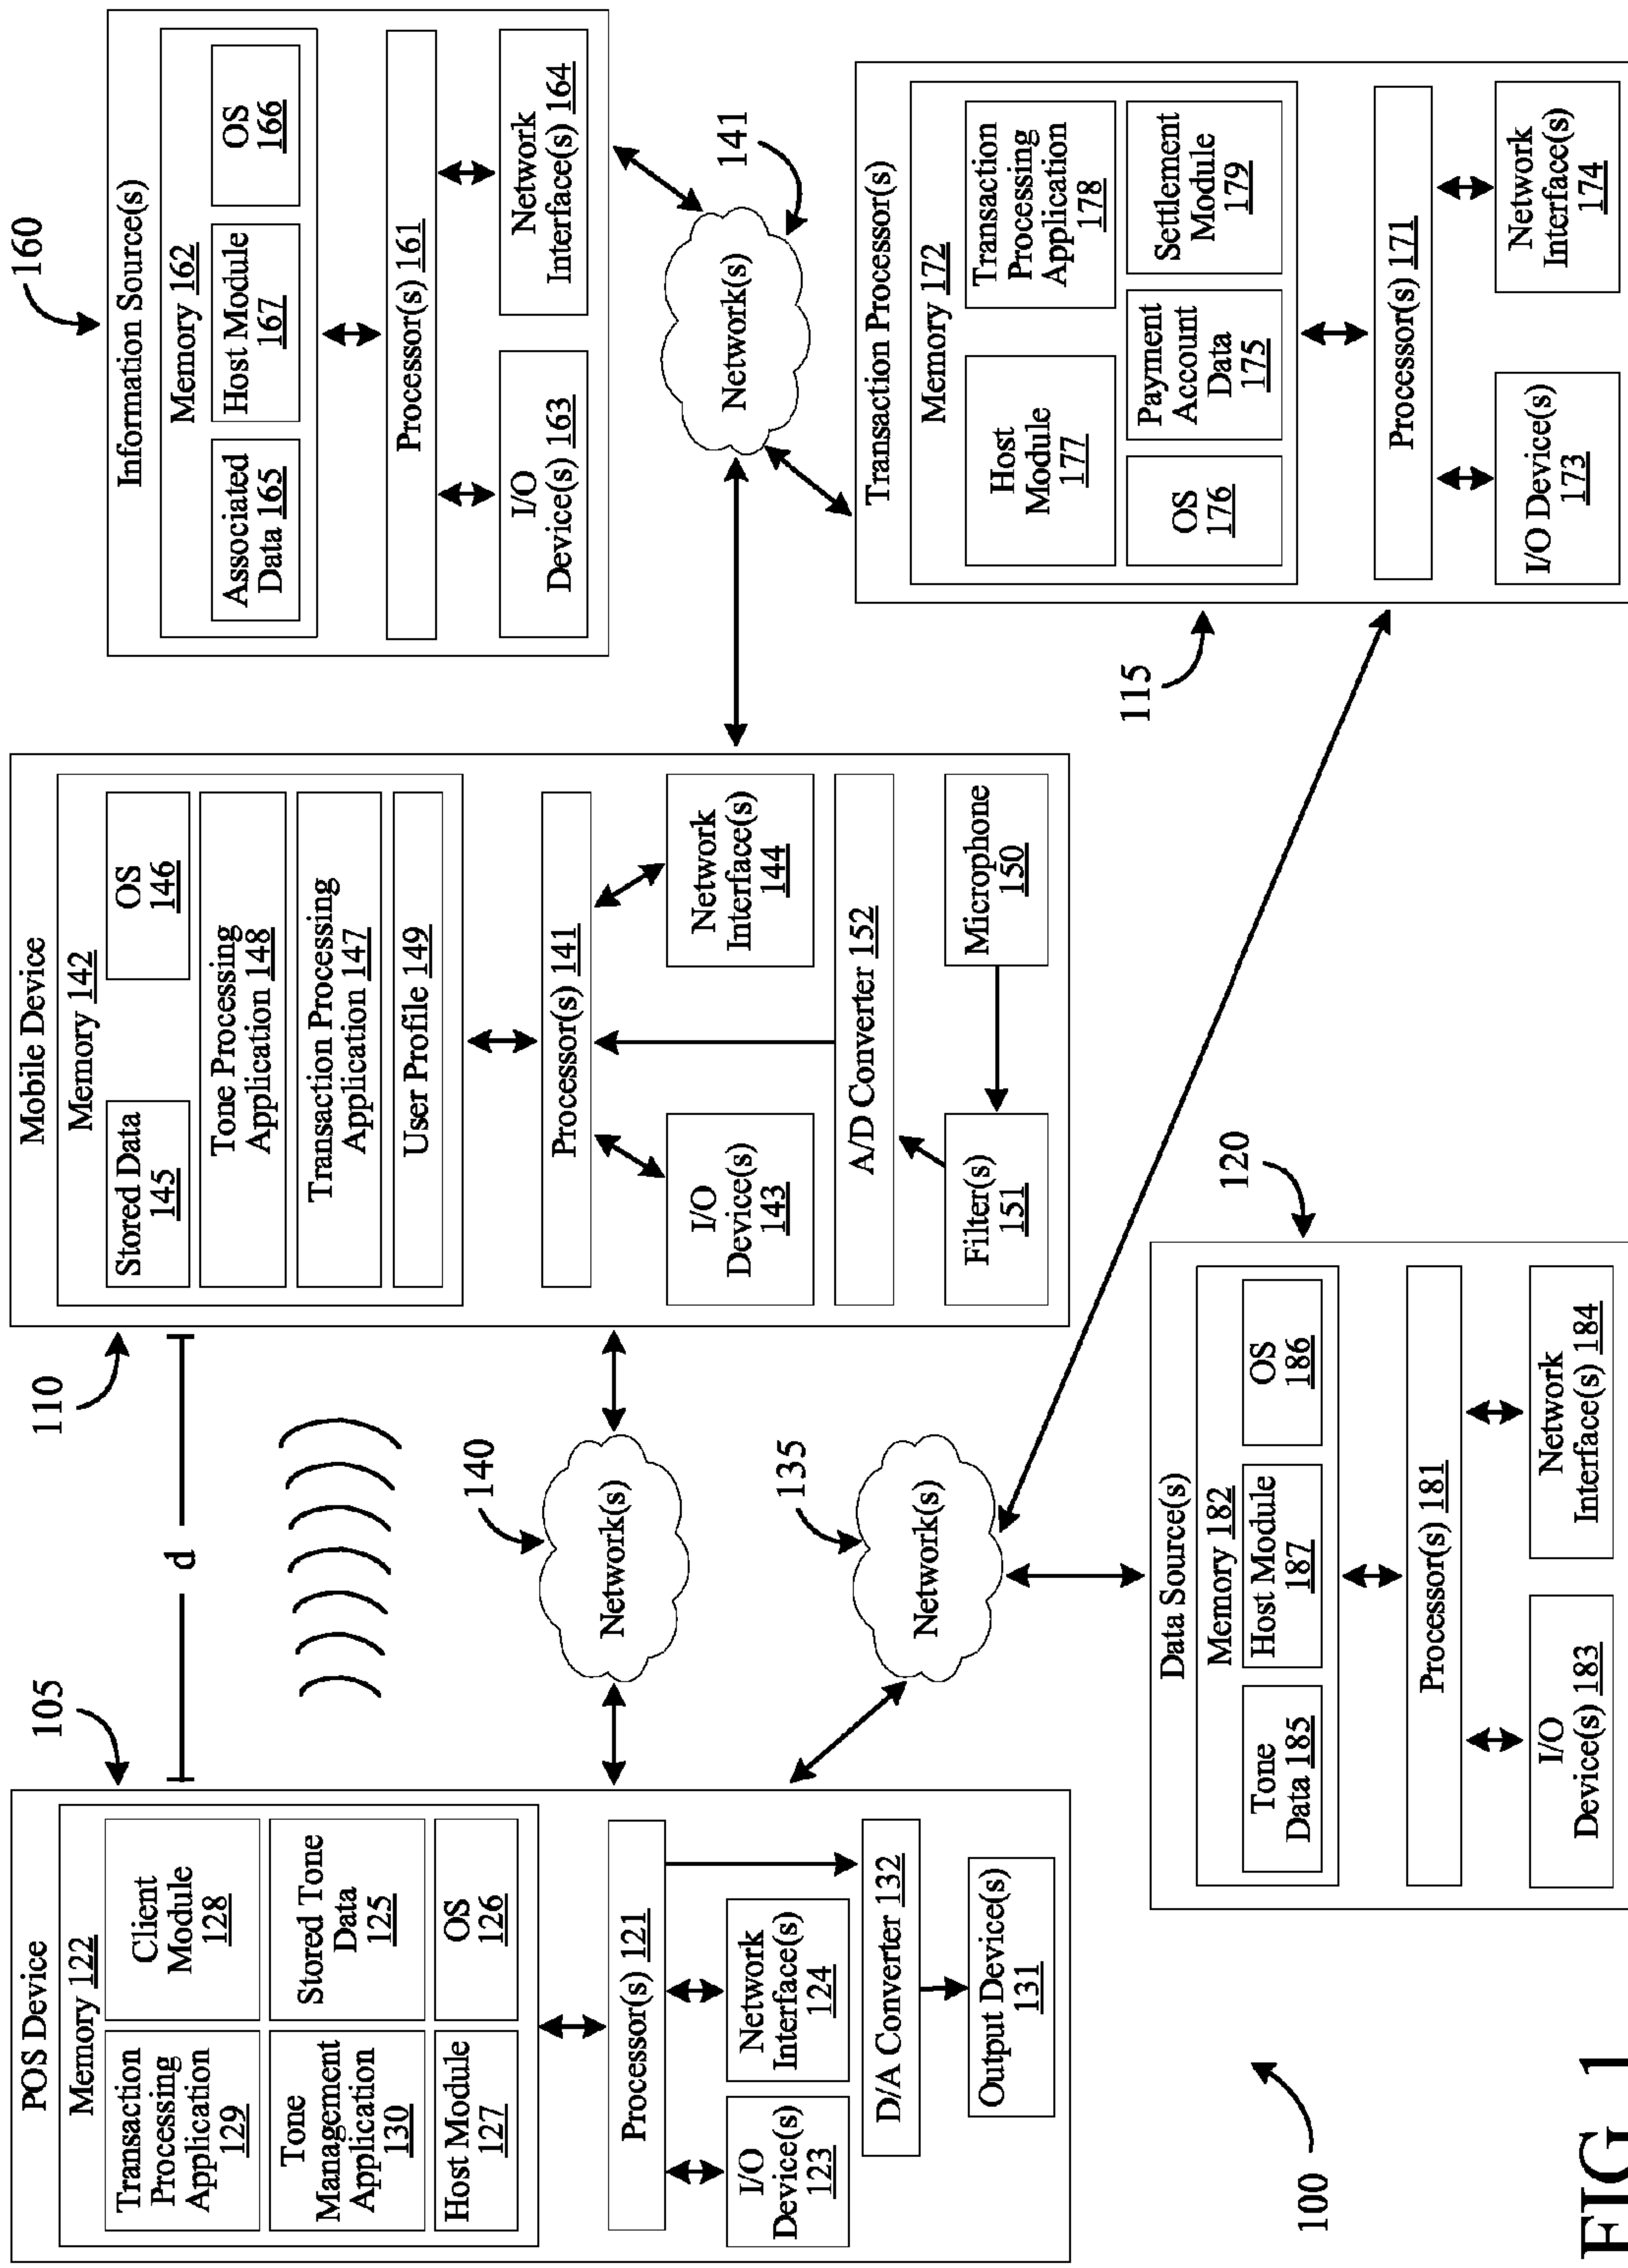 POS Device
Memory 122
Transaction
Processing
Application
129
Client
Module
128
Tone
Management
Application
130
Stored Tone
Data
125
Host Module
127
OS
126
Processor(s) 121
I/O
Device(s)
123
Network
Interface(s)
124
D/A Converter 132
Output Device(s)
131
105
d
110
140
Network(s)
135
Network(s)
Mobile Device
Memory 142
Stored Data
145
OS
146
Tone Processing
Application 148
Transaction Processing
Application 147
User Profile 149
Processor(s) 141
I/O
Device(s)
143
Network
Interface(s)
144
A/D Converter 152
Filter(s)
151
Microphone
150
160
Information Source(s)
Memory 162
Associated
Data 165
Host Module
167
OS
166
Processor(s) 161
I/O
Device(s) 163
Network
Interface(s) 164
Network(s)
141
Transaction Processor(s)
Memory 172
Host
Module
177
Transaction
Processing
Application
178
OS
176
Payment
Account
Data
175
Settlement
Module
179
Processor(s) 171
I/O Device(s)
173
Network
Interface(s)
174
115
120
Data Source(s)
Memory 182
Tone
Data 185
Host Module
187
OS
186
Processor(s) 181
I/O
Device(s) 183
Network
Interface(s) 184
100
FIG. 1